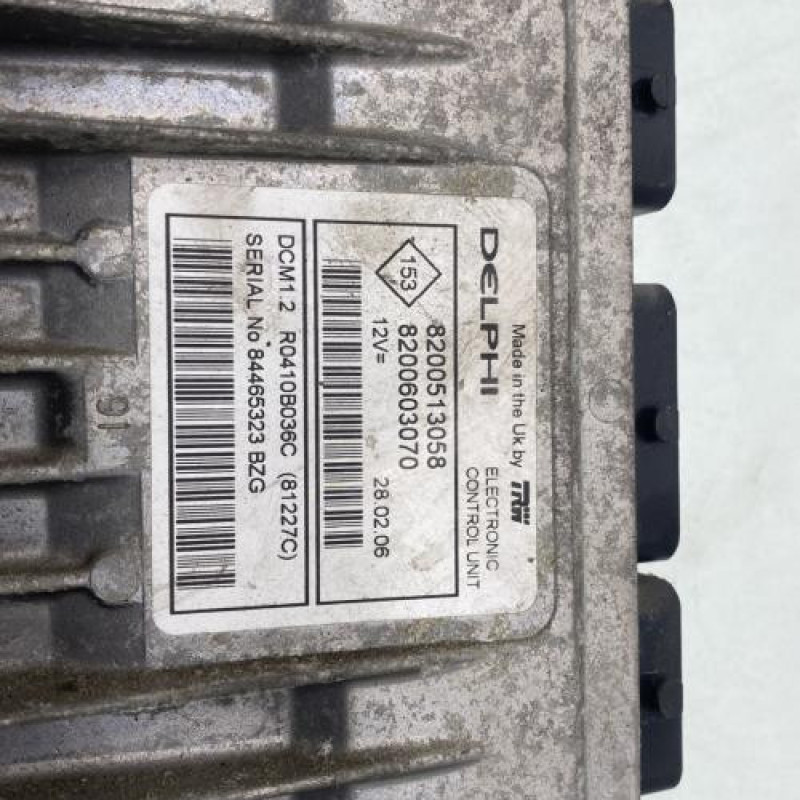 Made in the Uk by TRW
DELPHI
ELECTRONIC
CONTROL UNIT
153
8200513058
8200603070
12V=
28.02.06
DCM1.2 R0410B036C (81227C)
SERIAL No 84465323 BZG
91